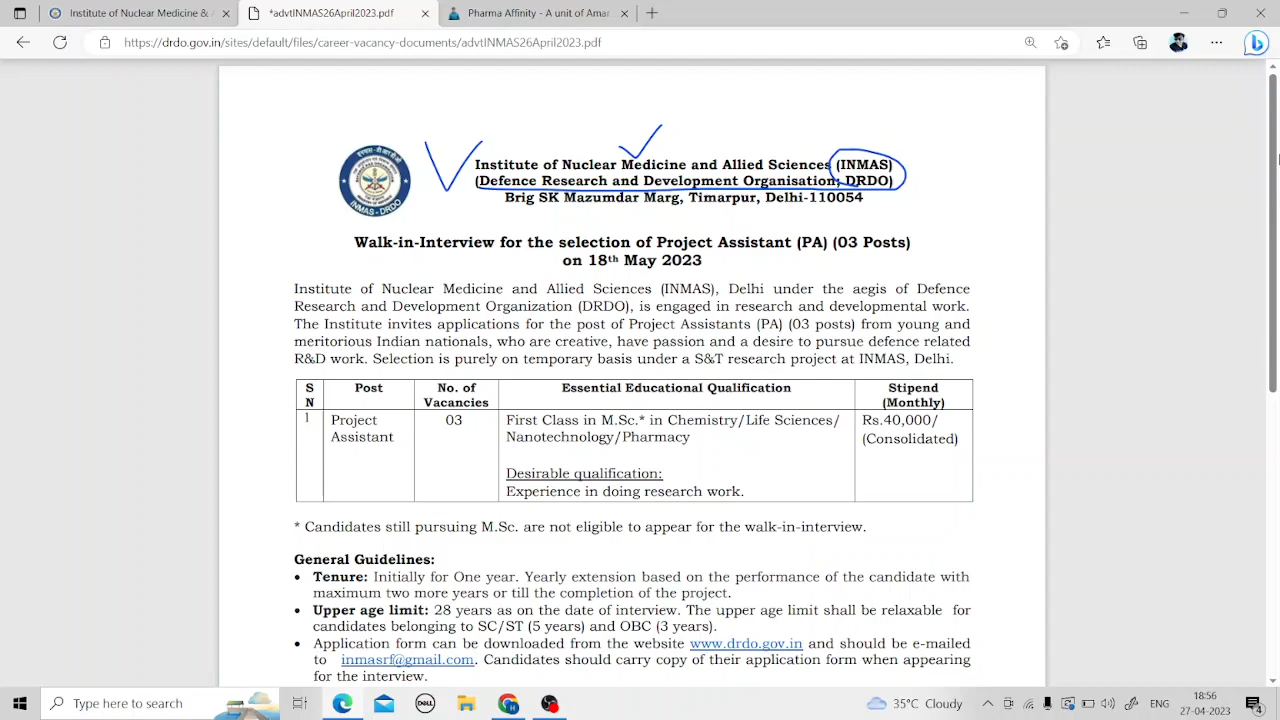 Institute of Nuclear Medicine &
*advtINMAS26April2023.pdf
Pharma Affinity - A unit of Amar
https://drdo.gov.in/sites/default/files/career-vacancy-documents/advtINMAS26April2023.pdf
INMAS-DRDO
Institute of Nuclear Medicine and Allied Sciences (INMAS)
(Defence Research and Development Organisation, DRDO)
Brig SK Mazumdar Marg, Timarpur, Delhi-110054
Walk-in-Interview for the selection of Project Assistant (PA) (03 Posts)
on 18th May 2023
Institute of Nuclear Medicine and Allied Sciences (INMAS), Delhi under the aegis of Defence
Research and Development Organization (DRDO), is engaged in research and developmental work.
The Institute invites applications for the post of Project Assistants (PA) (03 posts) from young and
meritorious Indian nationals, who are creative, have passion and a desire to pursue defence related
R&D work. Selection is purely on temporary basis under a S&T research project at INMAS, Delhi.
S N Post No. of Vacancies Essential Educational Qualification Stipend (Monthly)
1 Project Assistant 03 First Class in M.Sc.* in Chemistry/Life Sciences/ Rs.40,000/
Nanotechnology/Pharmacy (Consolidated)
Desirable qualification:
Experience in doing research work.
* Candidates still pursuing M.Sc. are not eligible to appear for the walk-in-interview.
General Guidelines:
• Tenure: Initially for One year. Yearly extension based on the performance of the candidate with
maximum two more years or till the completion of the project.
• Upper age limit: 28 years as on the date of interview. The upper age limit shall be relaxable for
candidates belonging to SC/ST (5 years) and OBC (3 years).
• Application form can be downloaded from the website www.drdo.gov.in and should be e-mailed
to inmasrf@gmail.com. Candidates should carry copy of their application form when appearing
for the interview.
Type here to search
DELL
35°C Cloudy
ENG
18:56
27-04-2023
4